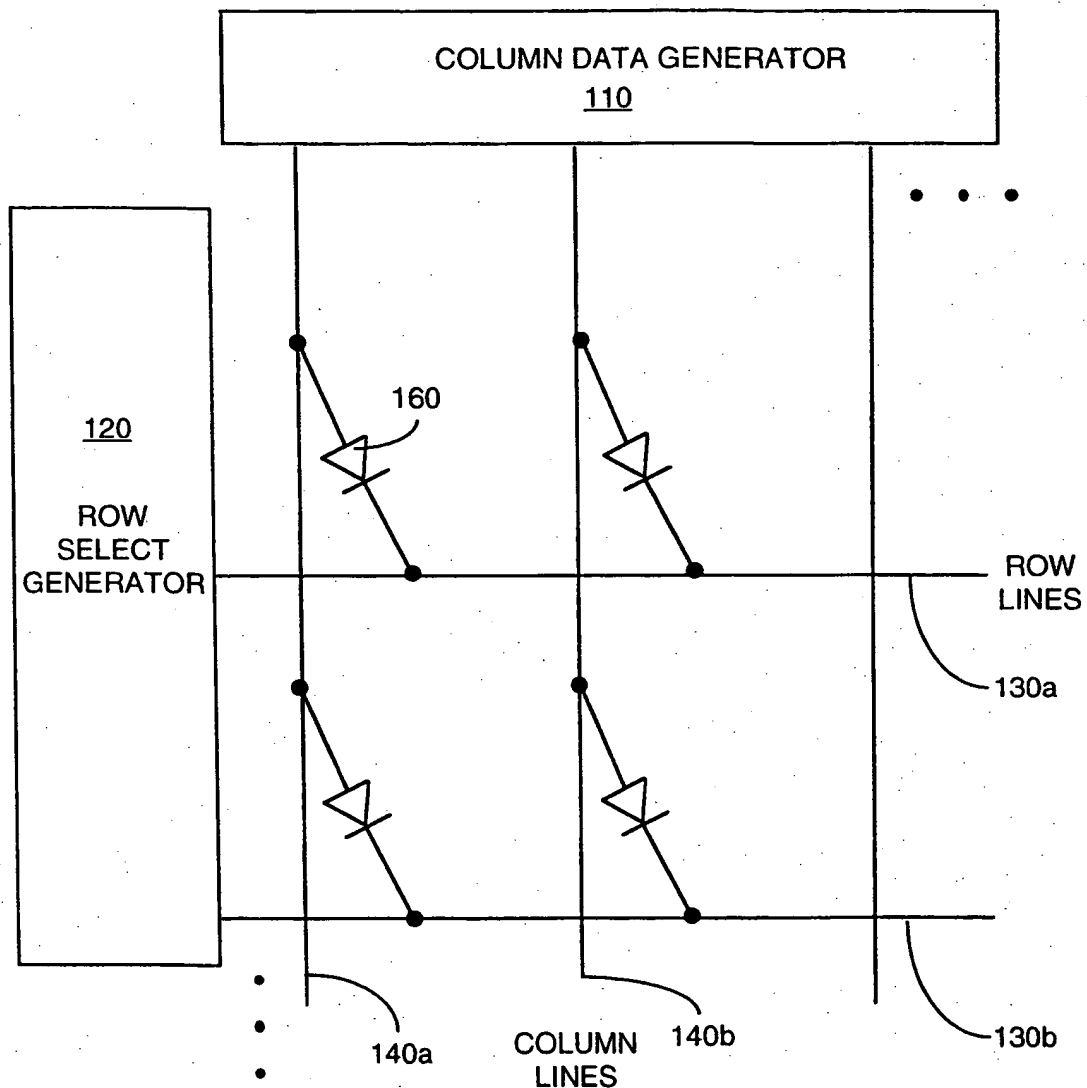 COLUMN DATA GENERATOR
110
160
120
ROW
SELECT
GENERATOR
ROW
LINES
130a
140a
COLUMN
LINES
140b
130b